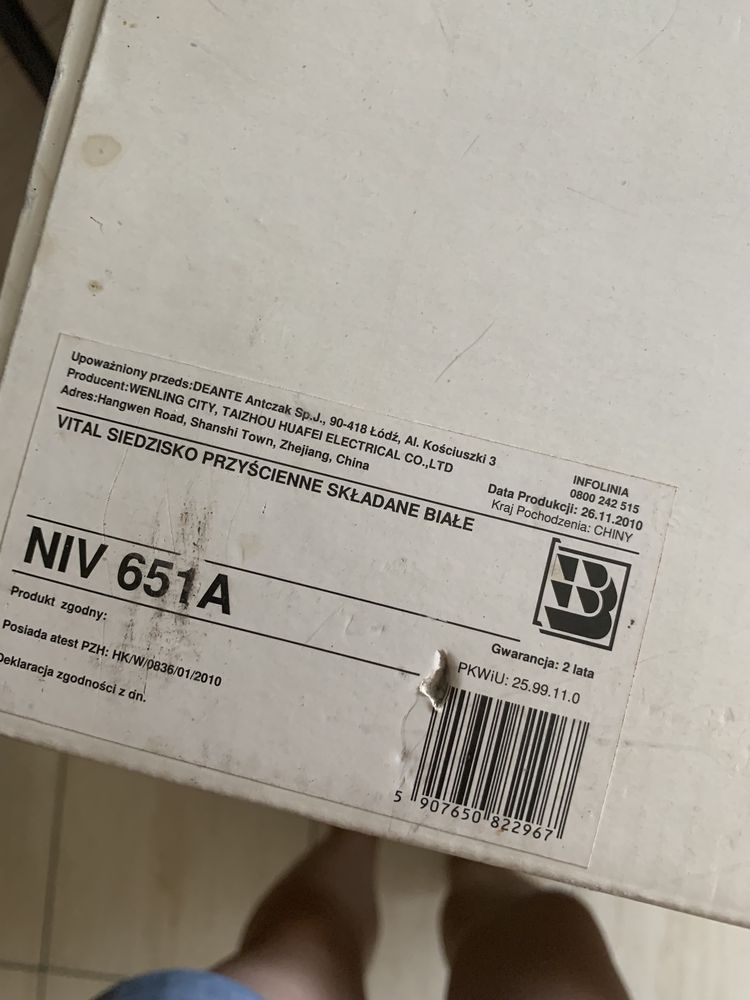 Upoważniony przeds:DEANTE Antczak Sp.J., 90-418 Łódź, Al. Kościuszki 3
Producent:WENLING CITY, TAIZHOU HUAFEI ELECTRICAL CO.,LTD
Adres:Hangwen Road, Shanshi Town, Zhejiang, China
INFOLINIA
0800 242 515
Data Produkcji: 26.11.2010
Kraj Pochodzenia: CHINY
VITAL SIEDZISKO PRZYŚCIENNE SKŁADANE BIAŁE
NIV 651A
B
Produkt zgodny:
Posiada atest PZH: HK/W/0836/01/2010
Deklaracja zgodności z dn.
Gwarancja: 2 lata
PKWiU: 25.99.11.0
5 907650 822967